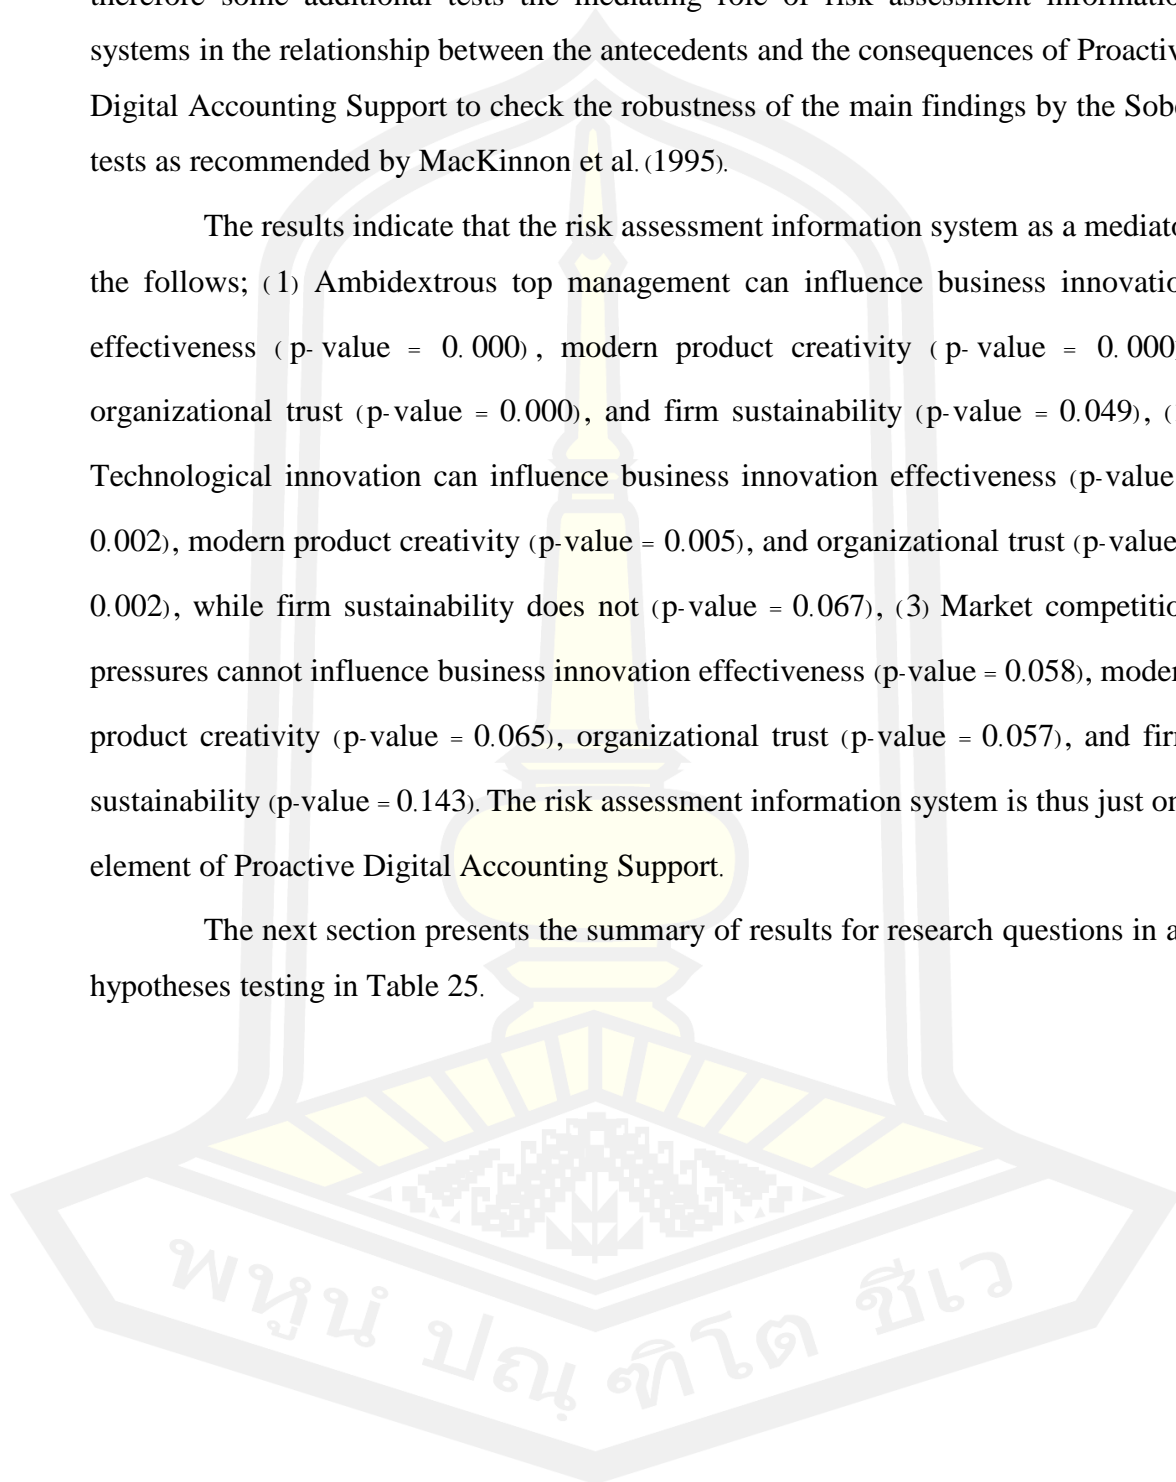 therefore some additional tests the mediating role of risk assessment information
systems in the relationship between the antecedents and the consequences of Proactiv
Digital Accounting Support to check the robustness of the main findings by the Sobe
tests as recommended by MacKinnon et al. (1995).
The results indicate that the risk assessment information system as a mediato
the follows; (1) Ambidextrous top management can influence business innovatio
effectiveness (p-value = 0.000), modern product creativity (p-value = 0.000
organizational trust (p-value = 0.000), and firm sustainability (p-value = 0.049), (
Technological innovation can influence business innovation effectiveness (p-value
0.002), modern product creativity (p-value = 0.005), and organizational trust (p-value
0.002), while firm sustainability does not (p-value = 0.067), (3) Market competitio
pressures cannot influence business innovation effectiveness (p-value = 0.058), moder
product creativity (p-value = 0.065), organizational trust (p-value = 0.057), and fir
sustainability (p-value = 0.143). The risk assessment information system is thus just on
element of Proactive Digital Accounting Support.
The next section presents the summary of results for research questions in a
hypotheses testing in Table 25.
พหูนํ ปณฺฑิโต ชีเว